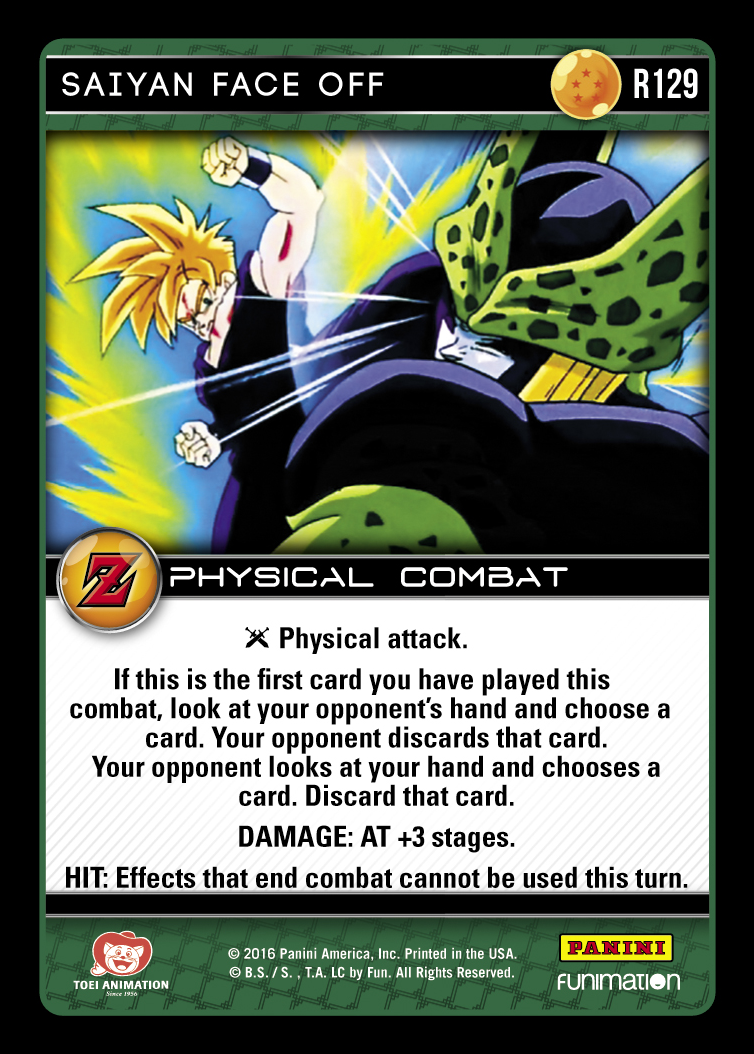 SAIYAN FACE OFF
R129
Z PHYSICAL COMBAT
Physical attack.
If this is the first card you have played this
combat, look at your opponent's hand and choose a
card. Your opponent discards that card.
Your opponent looks at your hand and chooses a
card. Discard that card.
DAMAGE: AT +3 stages.
HIT: Effects that end combat cannot be used this turn.
TOEI ANIMATION
Since 1956
© 2016 Panini America, Inc. Printed in the USA.
© B.S. / S. , T.A. LC by Fun. All Rights Reserved.
PANINI
FUNIMATION